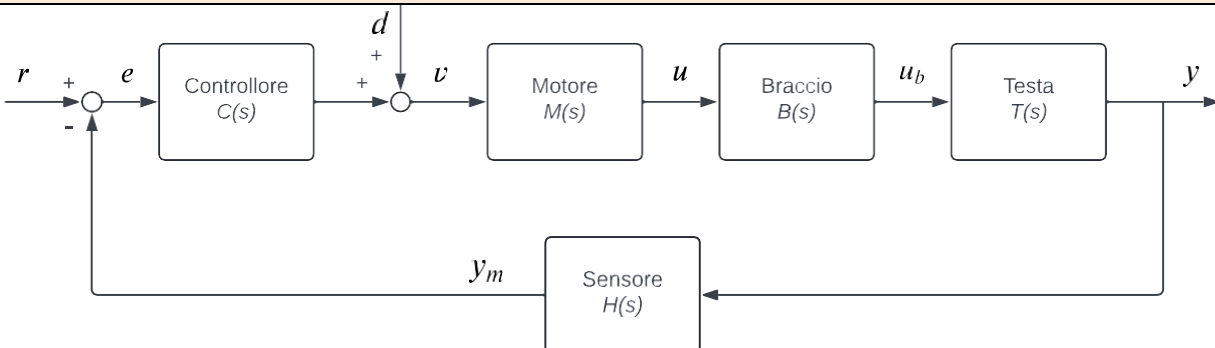 d
r
+
e
Controllore
C(s)
+
+
v
Motore
M(s)
u
Braccio
B(s)
u_b
Testa
T(s)
y
-
y_m
Sensore
H(s)